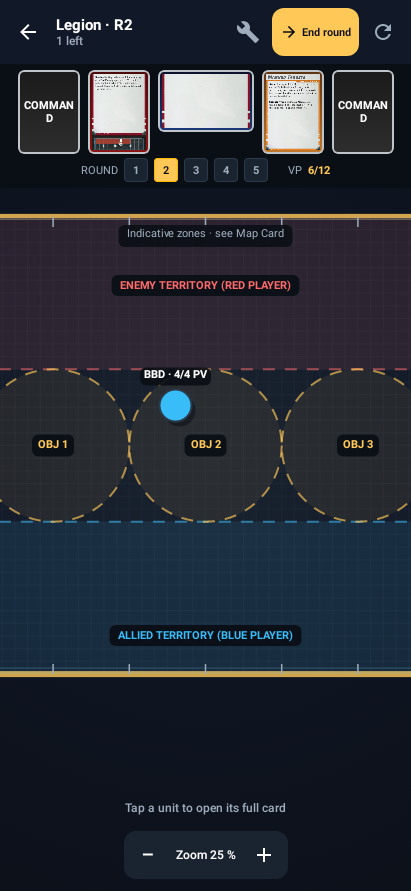 Legion · R2
1 left
End round
COMMAN
D
COMMAN
D
ROUND 1 2 3 4 5 VP 6/12
Indicative zones · see Map Card
ENEMY TERRITORY (RED PLAYER)
BBD · 4/4 PV
OBJ 1 OBJ 2 OBJ 3
ALLIED TERRITORY (BLUE PLAYER)
Tap a unit to open its full card
− Zoom 25 % +